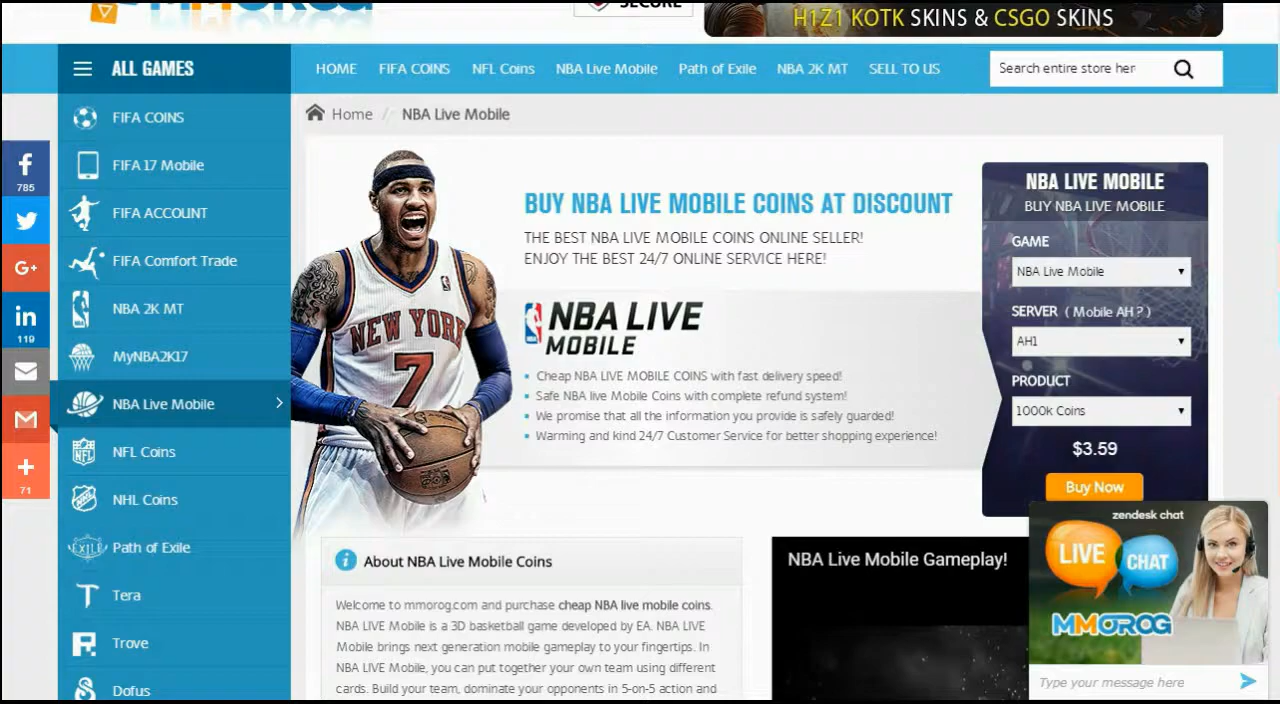 MMOROG
SECURE
H1Z1 KOTK SKINS & CSGO SKINS
ALL GAMES
HOME
FIFA COINS
NFL Coins
NBA Live Mobile
Path of Exile
NBA 2K MT
SELL TO US
Search entire store her
Home // NBA Live Mobile
FIFA COINS
FIFA 17 Mobile
FIFA ACCOUNT
FIFA Comfort Trade
NBA 2K MT
MyNBA2K17
NBA Live Mobile
NFL Coins
NHL Coins
EXILE
Path of Exile
Tera
Trove
Dofus
785
G+
in
119
71
NEW YORK
7
BUY NBA LIVE MOBILE COINS AT DISCOUNT
THE BEST NBA LIVE MOBILE COINS ONLINE SELLER!
ENJOY THE BEST 24/7 ONLINE SERVICE HERE!
NBA LIVE
MOBILE
Cheap NBA LIVE MOBILE COINS with fast delivery speed!
Safe NBA live Mobile Coins with complete refund system!
We promise that all the information you provide is safely guarded!
Warming and kind 24/7 Customer Service for better shopping experience!
NBA LIVE MOBILE
BUY NBA LIVE MOBILE
GAME
NBA Live Mobile
SERVER ( Mobile AH ? )
AH1
PRODUCT
1000k Coins
$3.59
Buy Now
About NBA Live Mobile Coins
Welcome to mmorog.com and purchase cheap NBA live mobile coins.
NBA LIVE Mobile is a 3D basketball game developed by EA. NBA LIVE
Mobile brings next generation mobile gameplay to your fingertips. In
NBA LIVE Mobile, you can put together your own team using different
cards. Build your team, dominate your opponents in 5-on-5 action and
NBA Live Mobile Gameplay!
zendesk chat
LIVE
CHAT
MMOROG
Type your message here